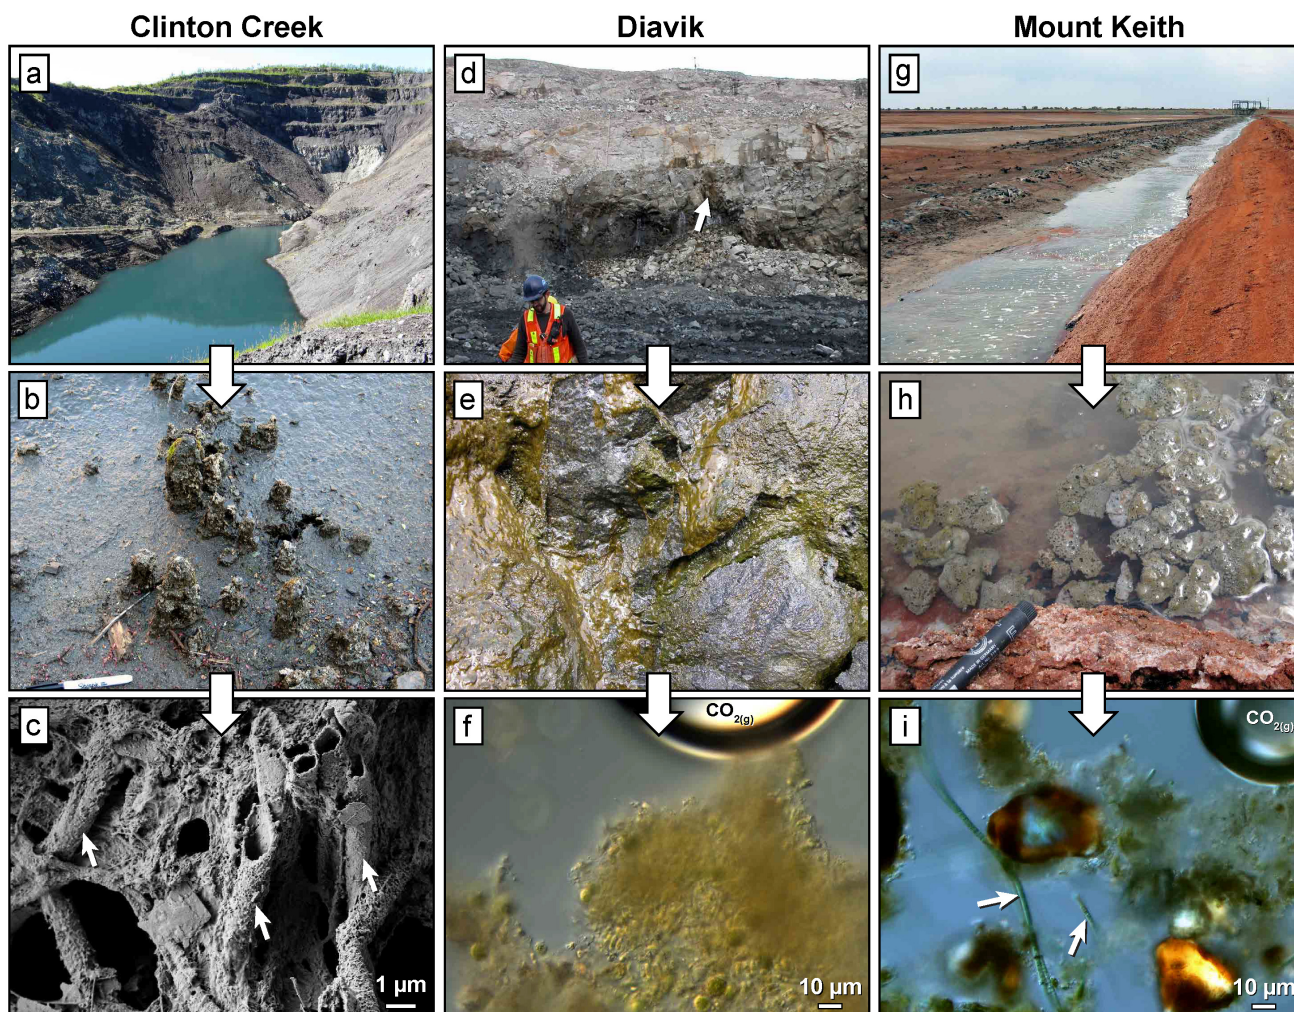 Clinton Creek
Diavik
Mount Keith
a
d
g
b
e
h
c
1 µm
CO2(g)
f
10 µm
CO2(g)
i
10 µm